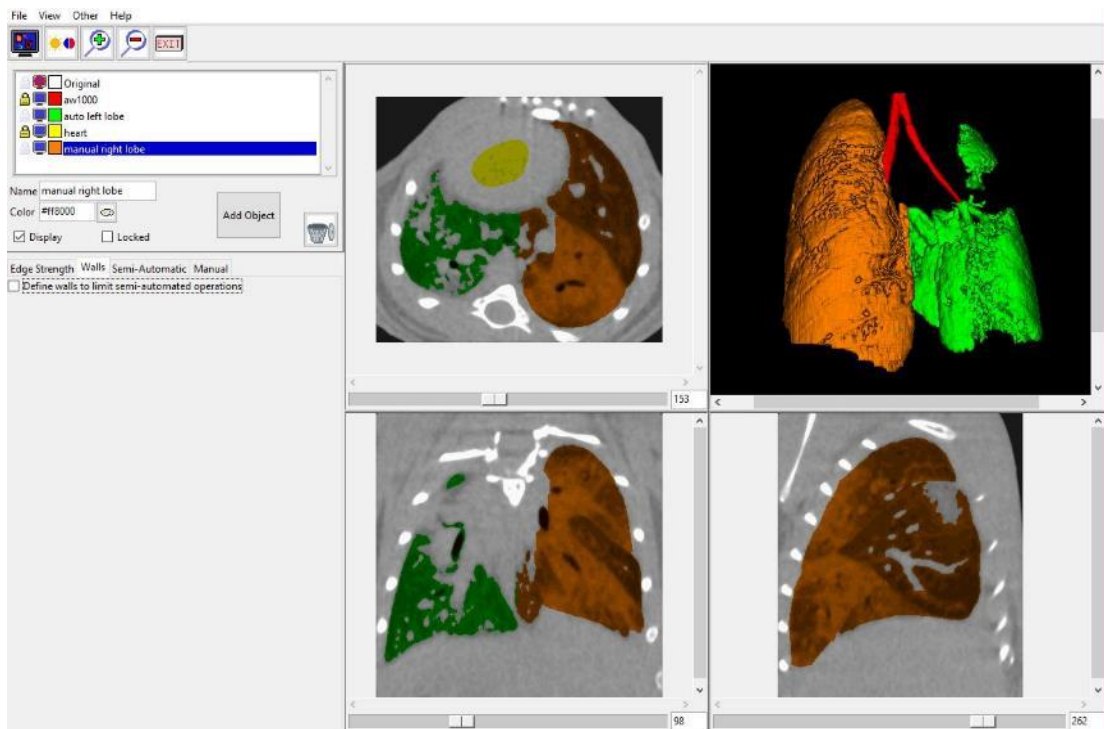 File View Other Help
EXIT
Original
aw1000
auto left lobe
heart
manual right lobe
Name manual right lobe
Color #ff8000
Add Object
Display Locked
Edge Strength Walls Semi-Automatic Manual
Define walls to limit semi-automated operations
153
98
262